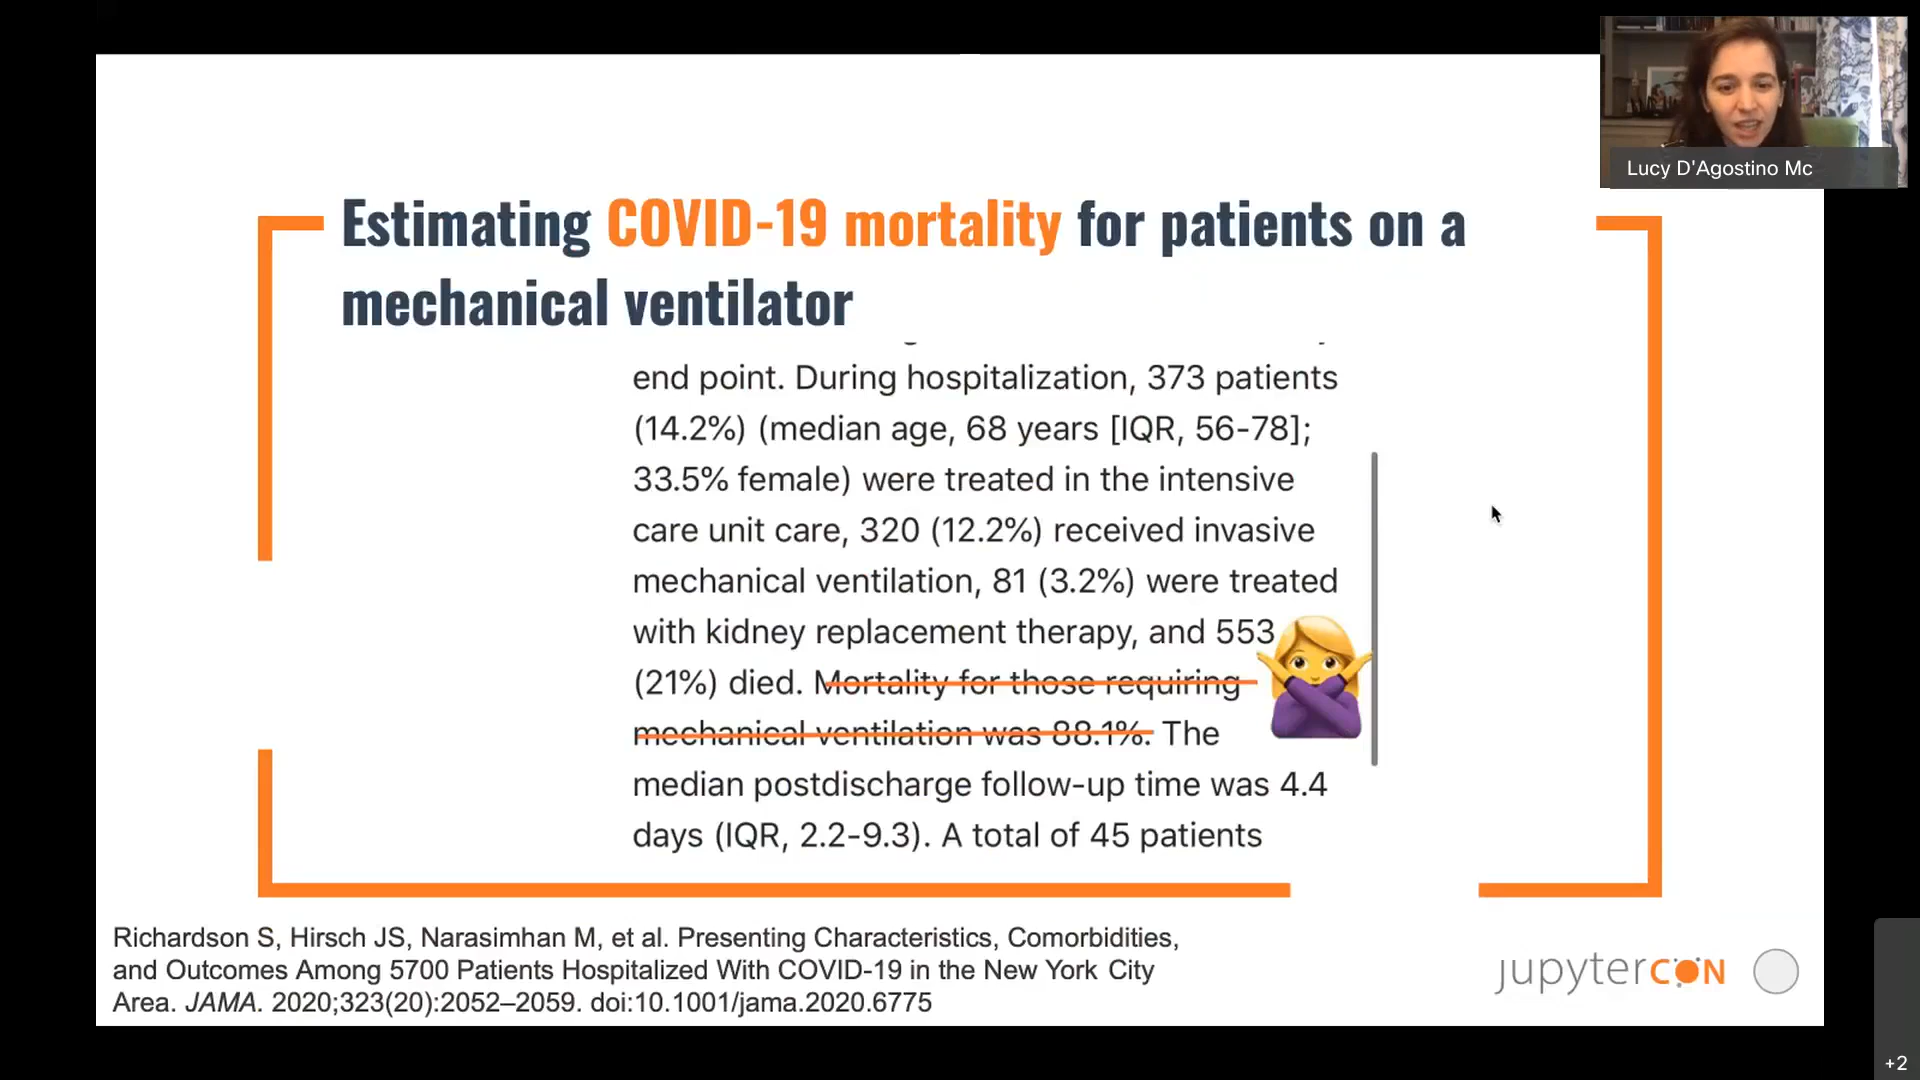 Lucy D'Agostino Mc
Estimating COVID-19 mortality for patients on a
mechanical ventilator
end point. During hospitalization, 373 patients
(14.2%) (median age, 68 years [IQR, 56-78];
33.5% female) were treated in the intensive
care unit care, 320 (12.2%) received invasive
mechanical ventilation, 81 (3.2%) were treated
with kidney replacement therapy, and 553
(21%) died. Mortality for those requiring
mechanical ventilation was 88.1%. The
median postdischarge follow-up time was 4.4
days (IQR, 2.2-9.3). A total of 45 patients
Richardson S, Hirsch JS, Narasimhan M, et al. Presenting Characteristics, Comorbidities,
and Outcomes Among 5700 Patients Hospitalized With COVID-19 in the New York City
Area. JAMA. 2020;323(20):2052–2059. doi:10.1001/jama.2020.6775
jupytercon
+2